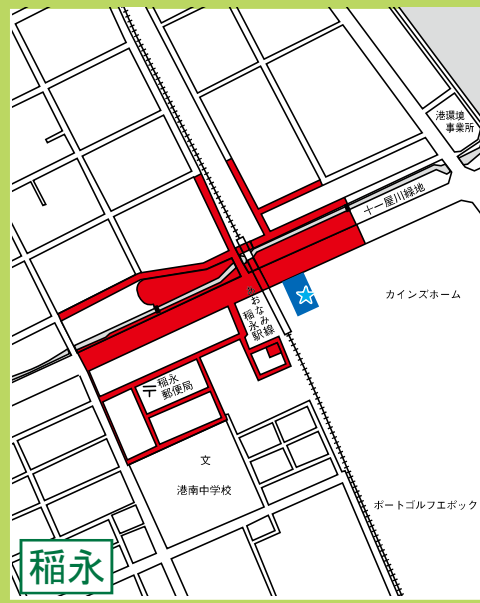 港環境
事業所
十一屋川緑地
カインズホーム
あおなみ線
稲永駅
稲永
郵便局
文
港南中学校
ポートゴルフエポック
稲永